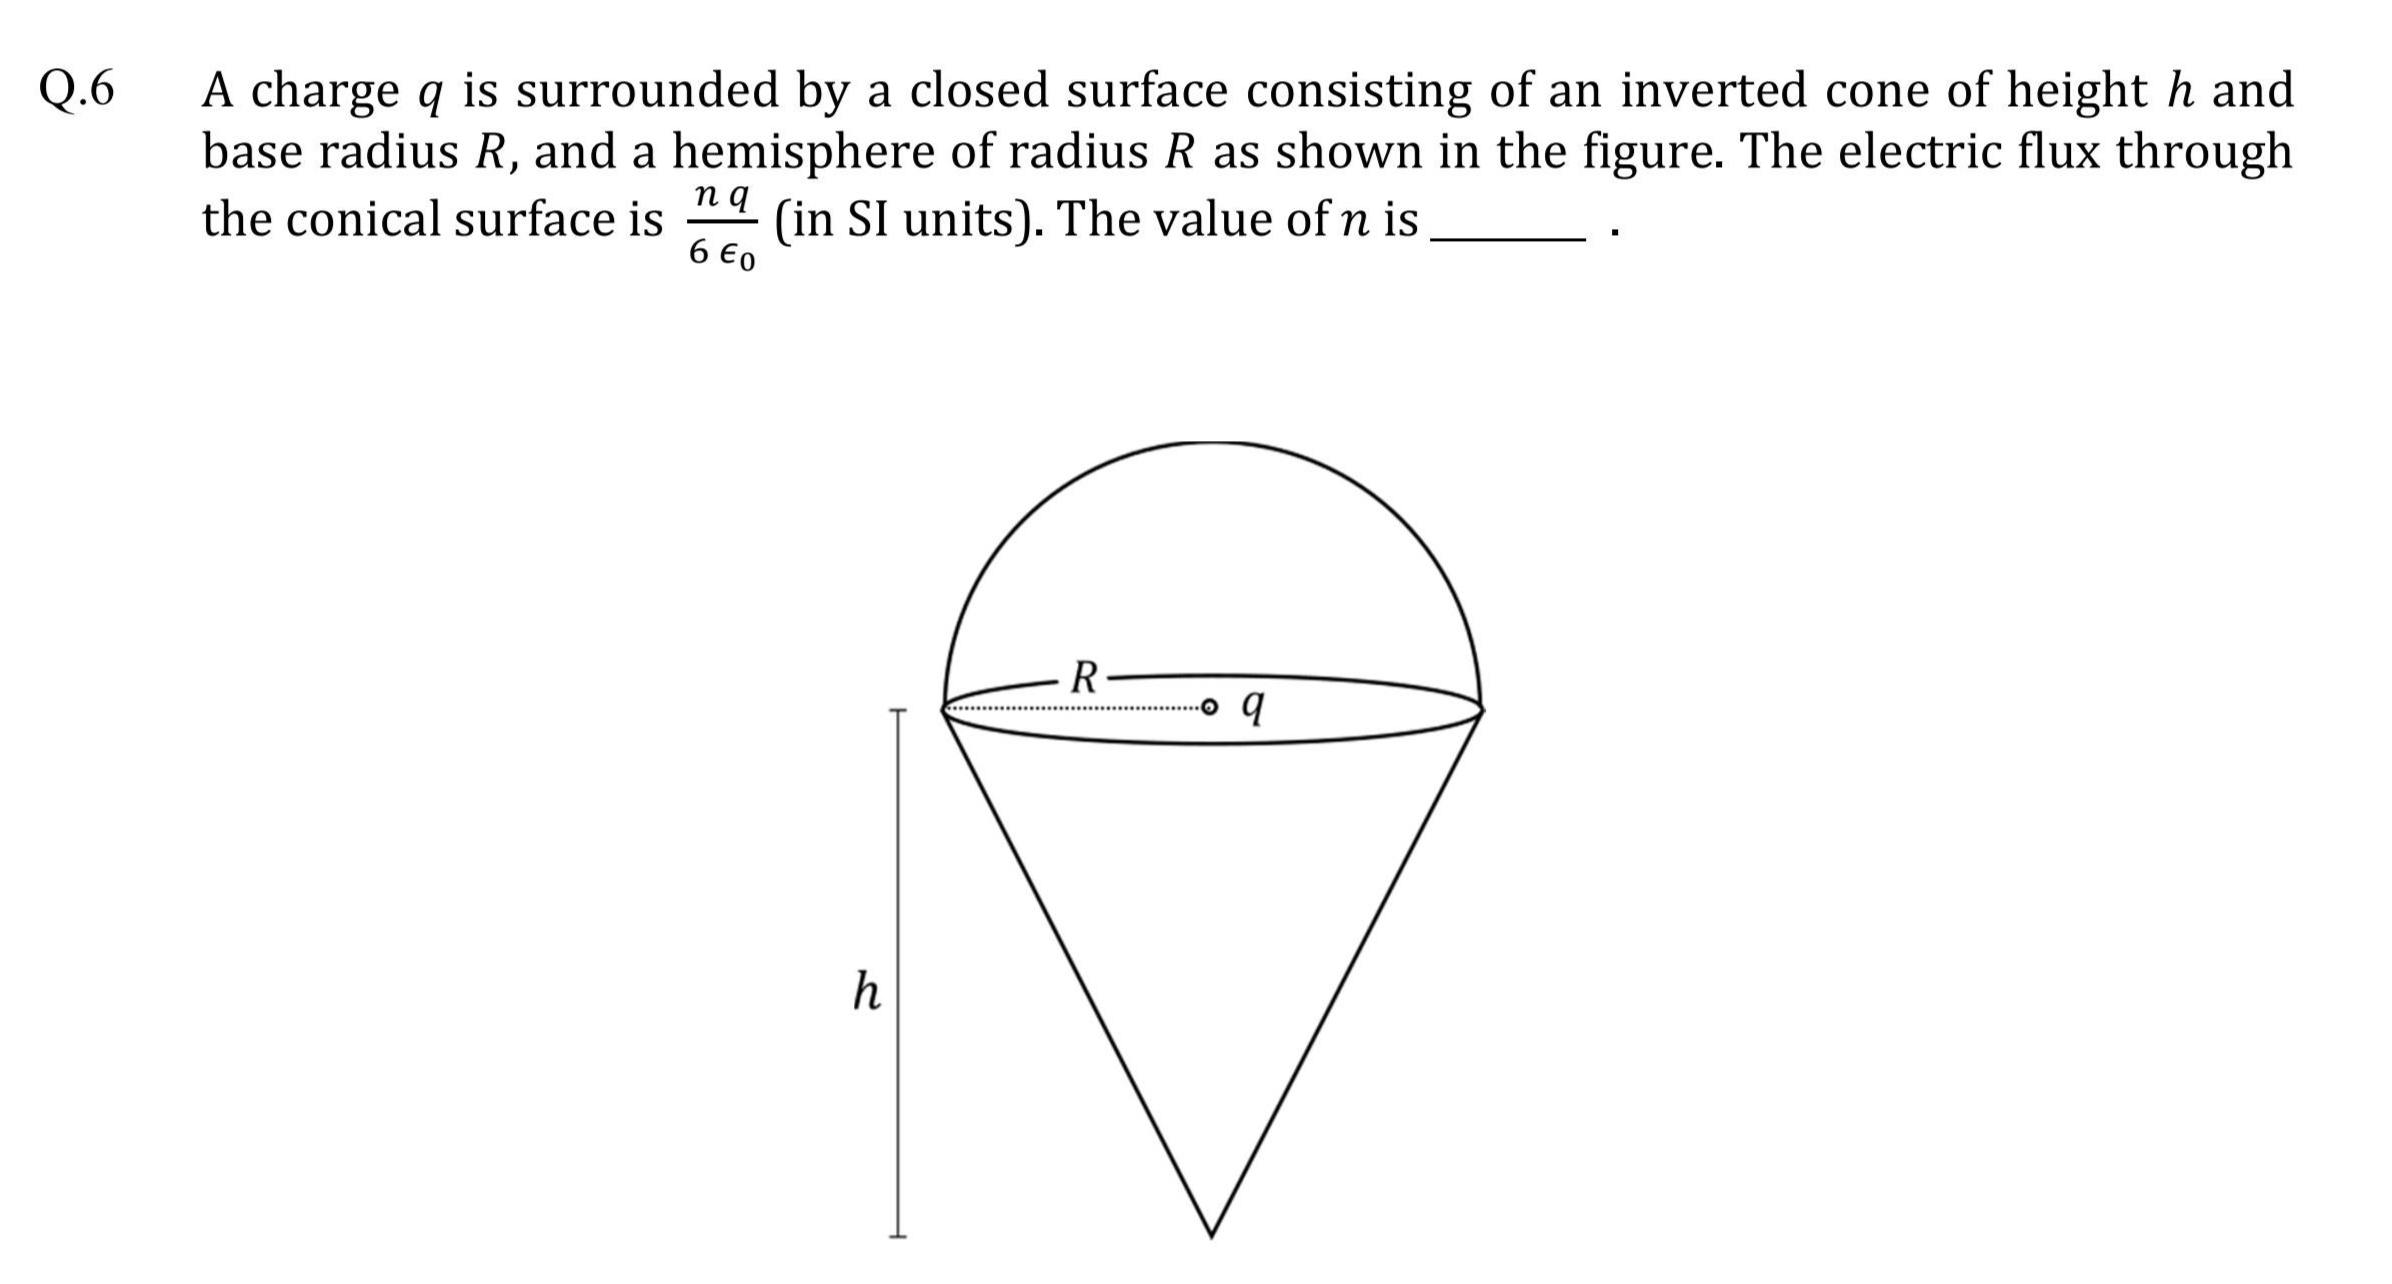 Q.6 A charge q is surrounded by a closed surface consisting of an inverted cone of height h and
base radius R, and a hemisphere of radius R as shown in the figure. The electric flux through
the conical surface is \frac{n q}{6 ϵ_0} (in SI units). The value of n is ______ .
R
q
h